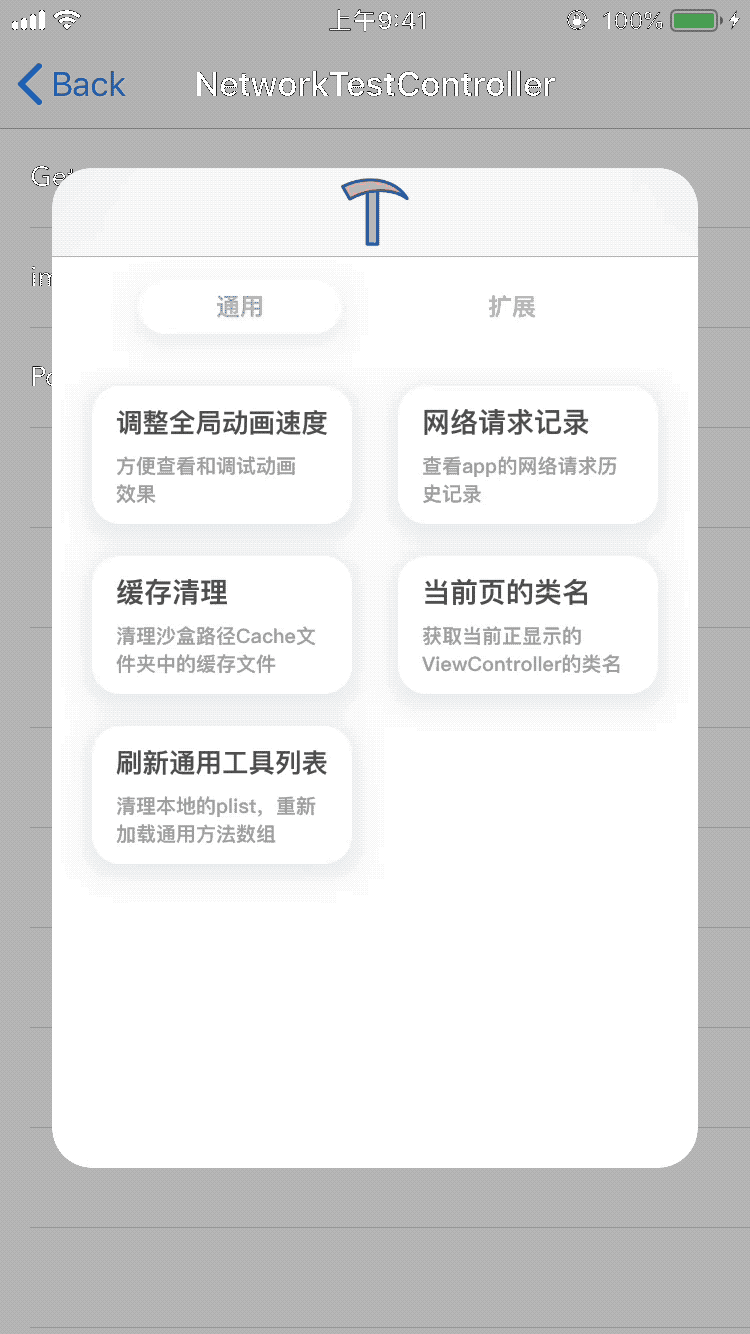 上午9:41
100%
Back
NetworkTestController
Ge
im
Po
通用
扩展
调整全局动画速度
方便查看和调试动画
效果
网络请求记录
查看app的网络请求历
史记录
缓存清理
清理沙盒路径Cache文
件夹中的缓存文件
当前页的类名
获取当前正显示的
ViewController的类名
刷新通用工具列表
清理本地的plist，重新
加载通用方法数组